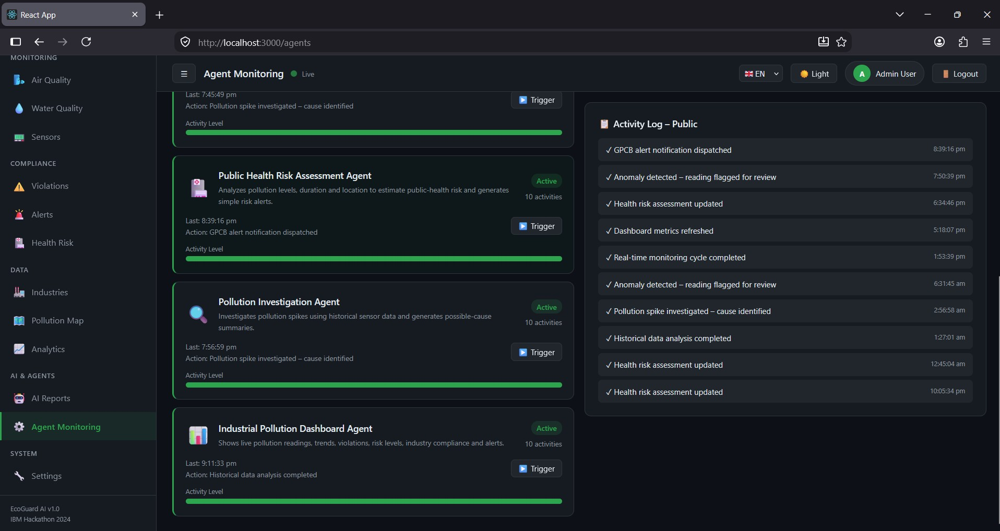 React App
http://localhost:3000/agents
MONITORING
Air Quality
Water Quality
Sensors
COMPLIANCE
Violations
Alerts
Health Risk
DATA
Industries
Pollution Map
Analytics
AI & AGENTS
AI Reports
Agent Monitoring
SYSTEM
Settings
EcoGuard AI v1.0
IBM Hackathon 2024
Agent Monitoring
Live
EN
Light
A
Admin User
Logout
Last: 7:45:49 pm
Action: Pollution spike investigated – cause identified
Trigger
Activity Level
Public Health Risk Assessment Agent
Analyzes pollution levels, duration and location to estimate public-health risk and generates
simple risk alerts.
Active
10 activities
Last: 8:39:16 pm
Action: GPCB alert notification dispatched
Trigger
Activity Level
Pollution Investigation Agent
Investigates pollution spikes using historical sensor data and generates possible-cause
summaries.
Active
10 activities
Last: 7:56:59 pm
Action: Pollution spike investigated – cause identified
Trigger
Activity Level
Industrial Pollution Dashboard Agent
Shows live pollution readings, trends, violations, risk levels, industry compliance and alerts.
Active
10 activities
Last: 9:11:33 pm
Action: Historical data analysis completed
Trigger
Activity Level
Activity Log – Public
✓ GPCB alert notification dispatched 8:39:16 pm
✓ Anomaly detected – reading flagged for review 7:50:39 pm
✓ Health risk assessment updated 6:34:46 pm
✓ Dashboard metrics refreshed 5:18:07 pm
✓ Real-time monitoring cycle completed 1:53:39 pm
✓ Anomaly detected – reading flagged for review 6:31:45 am
✓ Pollution spike investigated – cause identified 2:56:58 am
✓ Historical data analysis completed 1:27:01 am
✓ Health risk assessment updated 12:45:04 am
✓ Health risk assessment updated 10:05:34 pm